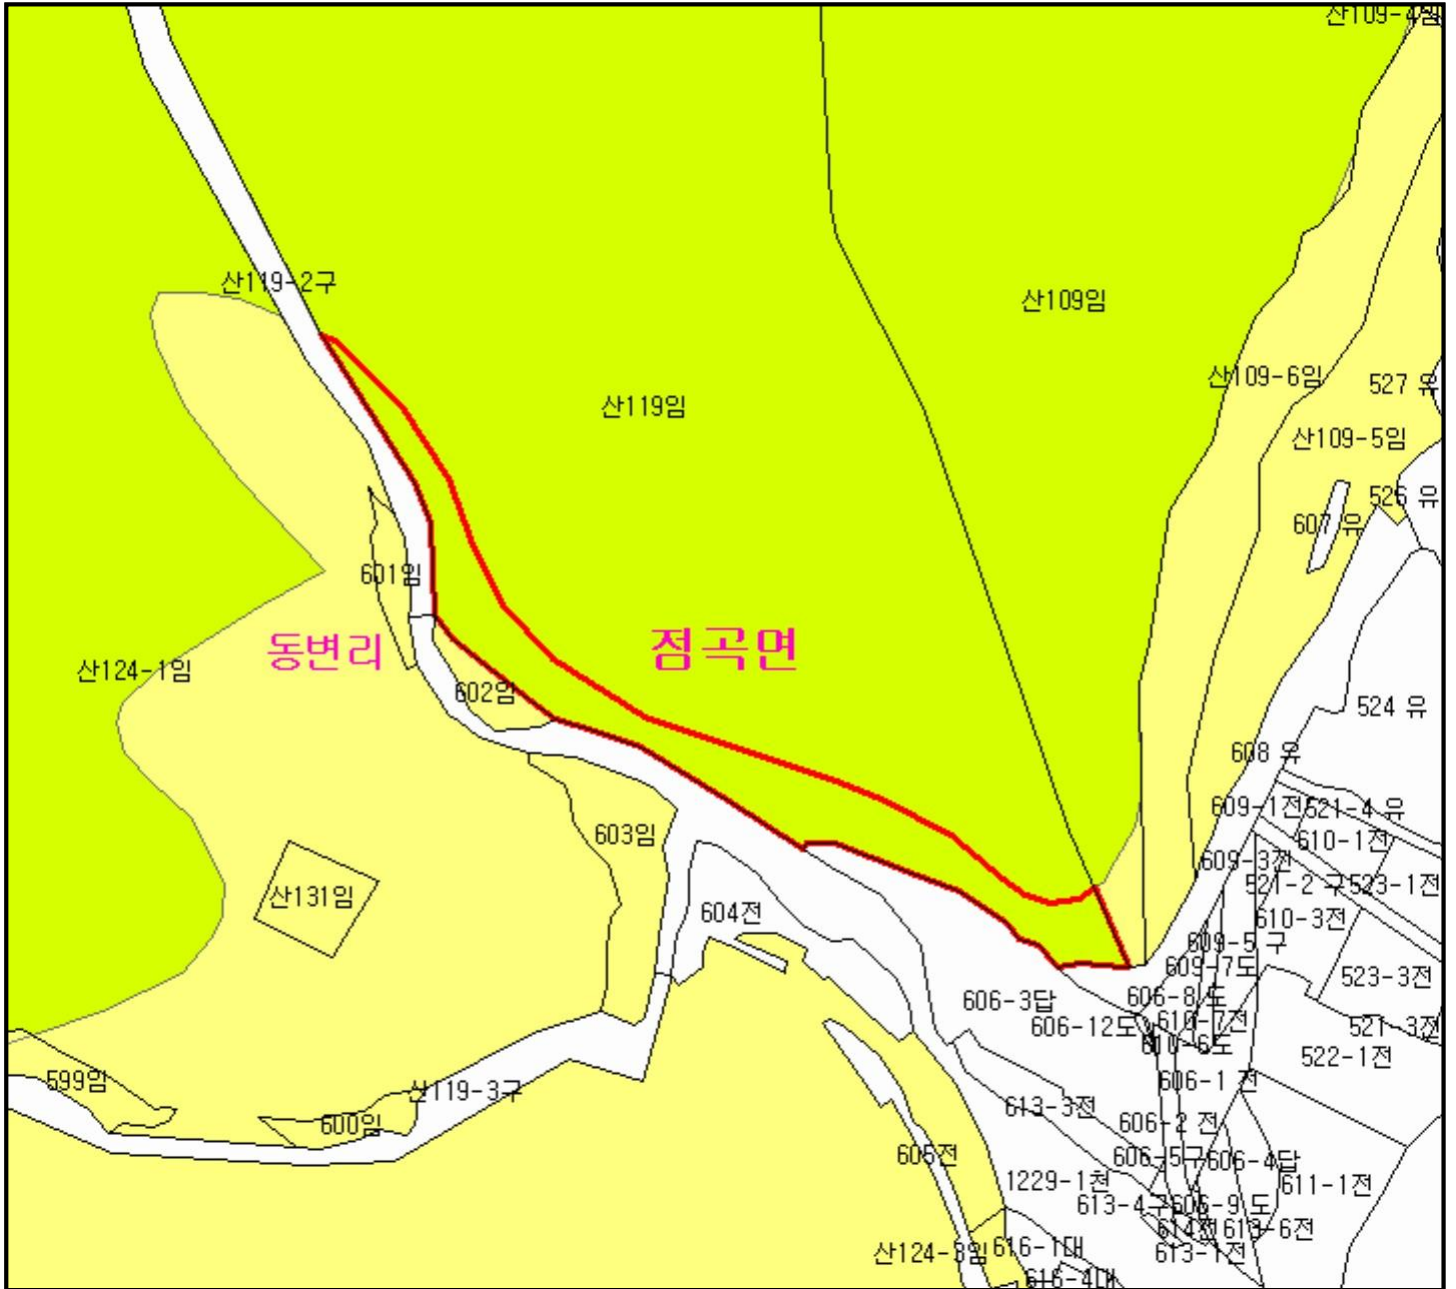 산109-4임
산119-2구
산109임
산109-6임
527 유
산119임
산109-5임
526 유
607 유
601임
동변리
점곡면
산124-1임
602임
524 유
608 유
609-1전
521-4 유
603임
610-1전
609-3전
521-2 구
523-1전
산131임
604전
610-3전
609-5 구
609-7도
523-3전
606-3답
606-8 도
606-12도
610-7전
521-3전
610-6도
522-1전
599임
산119-3구
606-1 전
613-3전
600임
606-2 전
605전
606-5구
606-4답
1229-1천
611-1전
613-4구
606-9 도
614전
613-6전
산124-3임
616-1대
613-1전
616-4대